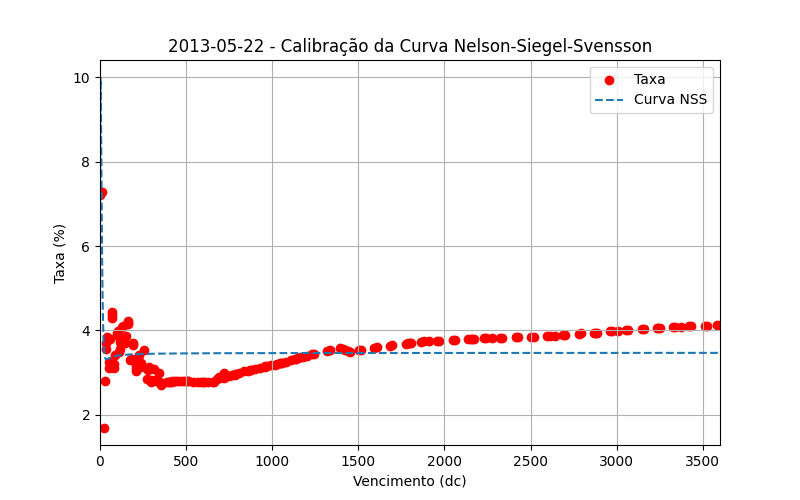 2013-05-22 - Calibração da Curva Nelson-Siegel-Svensson
Taxa
Curva NSS
10
8
6
4
2
Taxa (%)
0 500 1000 1500 2000 2500 3000 3500
Vencimento (dc)